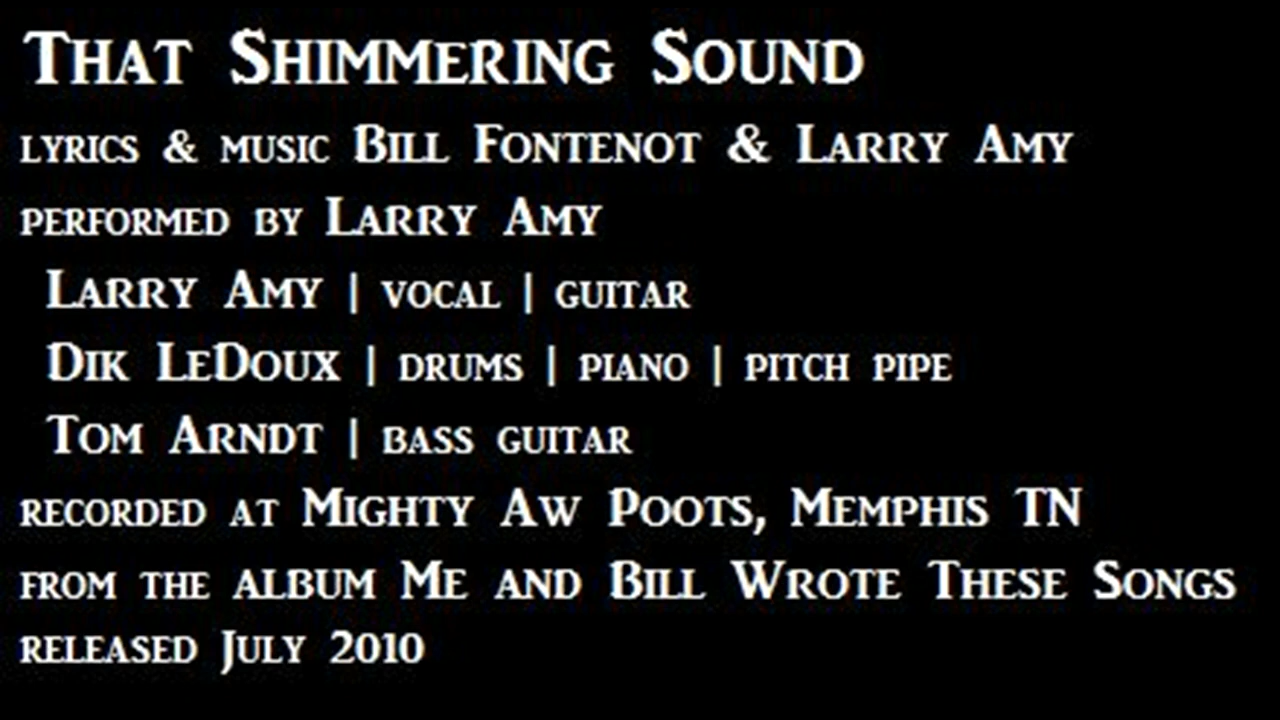 That Shimmering Sound
lyrics & music Bill Fontenot & Larry Amy
performed by Larry Amy
Larry Amy | vocal | guitar
Dik LeDoux | drums | piano | pitch pipe
Tom Arndt | bass guitar
recorded at Mighty Aw Poots, Memphis TN
from the album Me and Bill Wrote These Songs
released July 2010